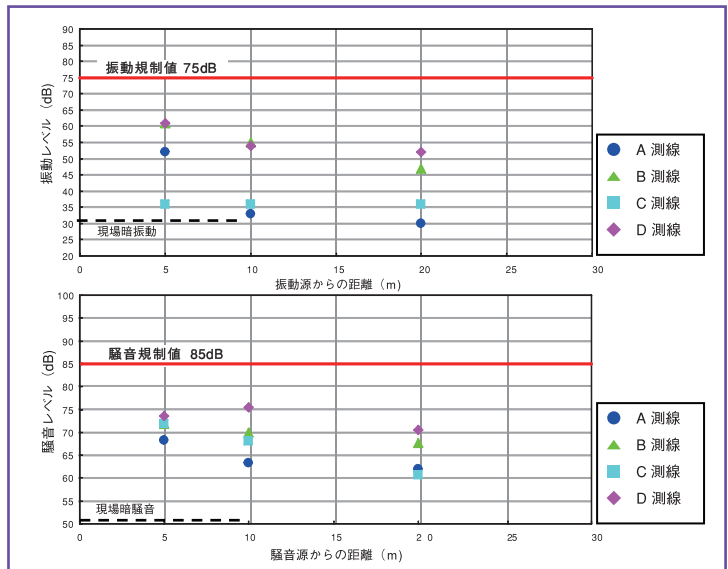 90
85
80
75
70
65
60
55
50
45
40
35
30
25
20
振動レベル（dB)
振動規制値 75dB
現場暗振動
0 5 10 15 20 25 30
振動源からの距離（m)
A 測線
B 測線
C 測線
D 測線
100
95
90
85
80
75
70
65
60
55
50
騒音レベル（dB)
騒音規制値 85dB
現場暗騒音
0 5 10 15 2 0 25 30
騒音源からの距離（m)
A 測線
B 測線
C 測線
D 測線